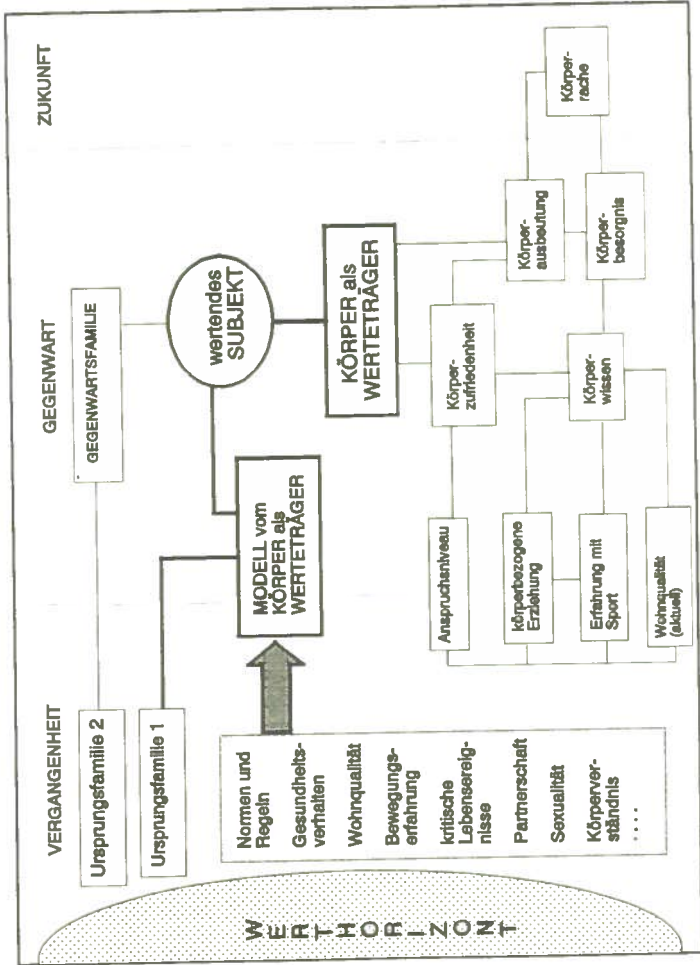 VERGANGENHEIT
GEGENWART
ZUKUNFT
Ursprungsfamilie 2
GEGENWARTSFAMILIE
Ursprungsfamilie 1
wertendes
SUBJEKT
MODELL vom
KÖRPER als
WERTETRÄGER
KÖRPER als
WERTETRÄGER
WERTHORIZONT
Normen und
Regeln
Gesundheits-
verhalten
Wohnqualität
Bewegungs-
erfahrung
kritische
Lebensereig-
nisse
Partnerschaft
Sexualität
Körperver-
ständnis
....
Anspruchsniveau
Körper-
zufriedenheit
Körper-
ausbeutung
Körper-
rache
körperbezogene
Erziehung
Erfahrung mit
Sport
Körper-
wissen
Körper-
besorgnis
Wohnqualität
(aktuell)